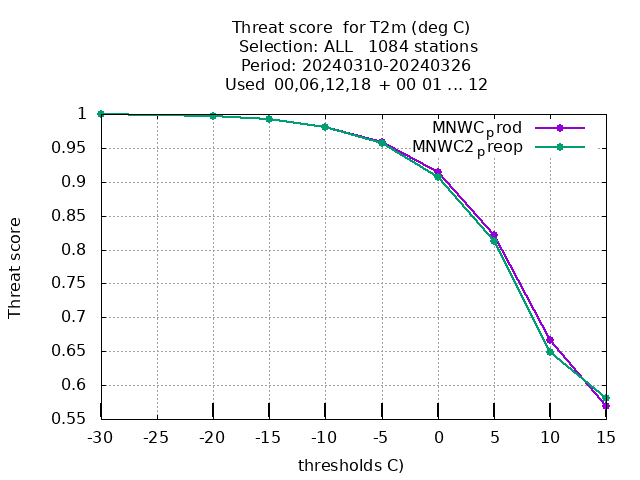 Threat score  for T2m (deg C)
Selection: ALL   1084 stations
Period: 20240310-20240326
Used  00,06,12,18 + 00 01 ... 12
MNWCprod
MNWC2preop
Threat score
1
0.95
0.9
0.85
0.8
0.75
0.7
0.65
0.6
0.55
-30 -25 -20 -15 -10 -5 0 5 10 15
thresholds C)